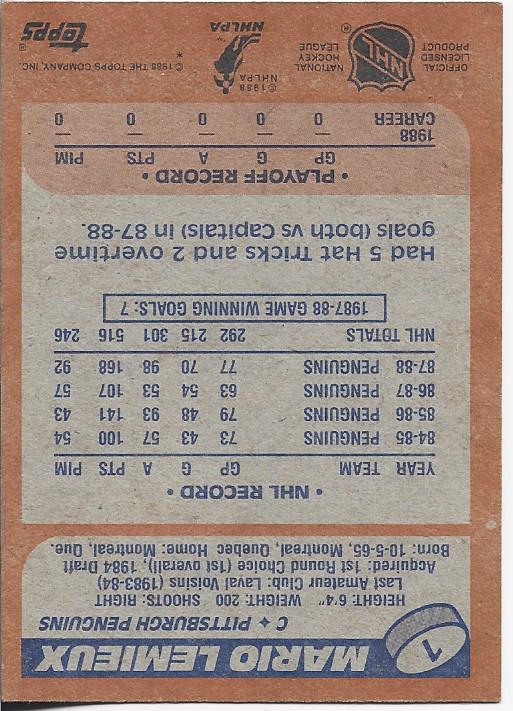 1
MARIO LEMIEUX
C ✦ PITTSBURGH PENGUINS
HEIGHT: 6'4" WEIGHT: 200 SHOOTS: RIGHT
Last Amateur Club: Laval Voisins (1983-84)
Acquired: 1st Round Choice (1st overall) 1984 Draft
Born: 10-5-65, Montreal, Quebec Home: Montreal, Que.
• NHL RECORD •
YEAR TEAM GP G A PTS PIM
84-85 PENGUINS 73 43 57 100 54
85-86 PENGUINS 79 48 93 141 43
86-87 PENGUINS 63 54 53 107 57
87-88 PENGUINS 77 70 98 168 92
NHL TOTALS 292 215 301 516 246
1987-88 GAME WINNING GOALS: 7
Had 5 Hat Tricks and 2 overtime
goals (both vs Capitals) in 87-88.
• PLAYOFF RECORD •
GP G A PTS PIM
1988 — — — — —
CAREER 0 0 0 0 0
NHL
OFFICIAL
LICENSED
PRODUCT
NATIONAL
HOCKEY
LEAGUE
®
©1988
NHLPA
NHLPA
*
©1988 THE TOPPS COMPANY, INC.
topps®